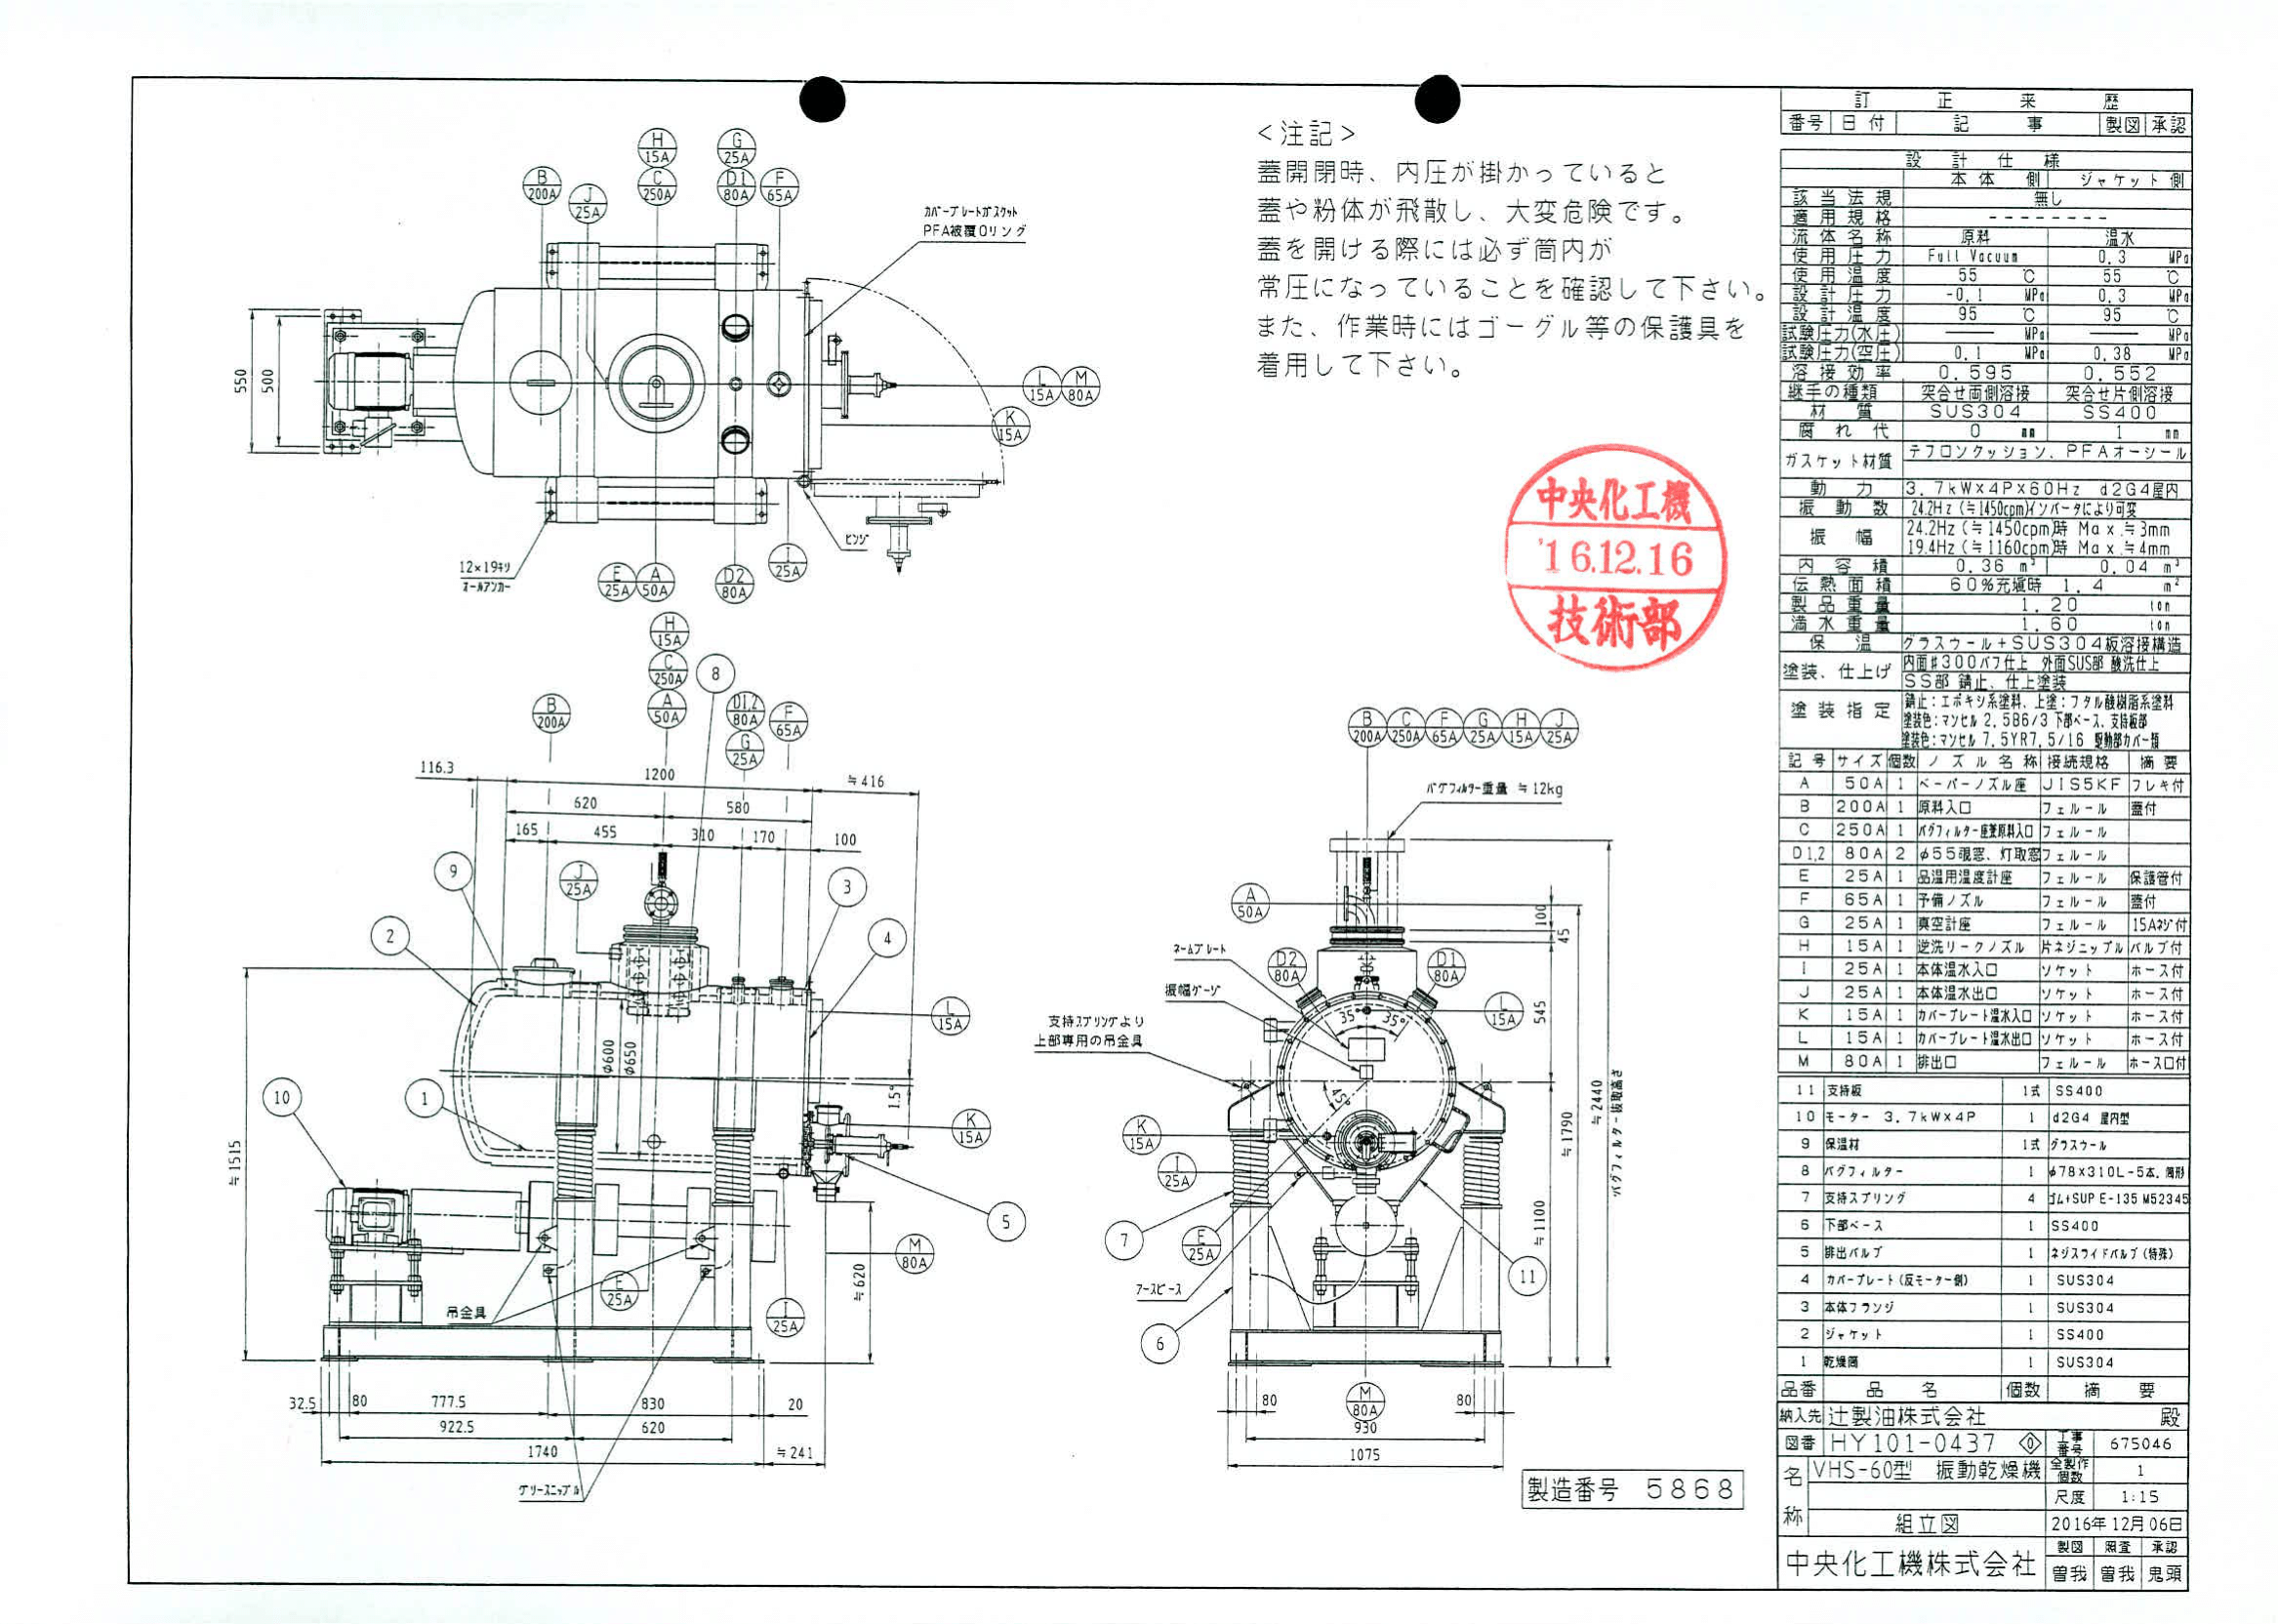 <注記>
蓋開閉時、内圧が掛かっていると
蓋や粉体が飛散し、大変危険です。
蓋を開ける際には必ず筒内が
常圧になっていることを確認して下さい。
また、作業時にはゴーグル等の保護具を
着用して下さい。
中央化工機
'16.12.16
技術部
H 15A
C 250A
G 25A
D1 80A
F 65A
B 200A
J 25A
カバープレートガスケット
PFA被覆Oリング
550
500
L 15A
M 80A
K 15A
ヒンジ
12×19キリ
オールアンカー
E 25A
A 50A
D2 80A
I 25A
H 15A
C 250A
A 50A
8
B 200A
D1,2 80A
G 25A
F 65A
116.3
1200
≒416
620
580
165
455
310
170
100
9
J 25A
3
2
4
L 15A
φ600
φ650
1.5°
10
1
K 15A
≒1515
5
M 80A
≒620
吊金具
E 25A
I 25A
32.5
80
777.5
830
20
922.5
620
1740
≒241
グリースニップル
B 200A
C 250A
F 65A
G 25A
H 15A
J 25A
バグフィルター重量 ≒12kg
A 50A
100
45
ネームプレート
D2 80A
D1 80A
振幅ゲージ
L 15A
35°
35°
545
支持スプリングより
上部専用の吊金具
45°
K 15A
I 25A
≒1790
≒2440
バグフィルター抜取高さ
≒1100
7
E 25A
アースピース
11
6
80
M 80A
80
930
1075
製造番号 5868
訂正来歴
番号 日付 記事 製図 承認
設計仕様
本体側 ジャケット側
該当法規 無し
適用規格 --------
流体名称 原料 温水
使用圧力 Full Vacuum 0.3 MPa
使用温度 55 ℃ 55 ℃
設計圧力 -0.1 MPa 0.3 MPa
設計温度 95 ℃ 95 ℃
試験圧力(水圧) —— MPa —— MPa
試験圧力(空圧) 0.1 MPa 0.38 MPa
溶接効率 0.595 0.552
継手の種類 突合せ両側溶接 突合せ片側溶接
材質 SUS304 SS400
腐れ代 0 mm 1 mm
ガスケット材質 テフロンクッション、PFAオーシール
動力 3.7kW×4P×60Hz d2G4屋内
振動数 24.2Hz(≒1450cpm)インバータにより可変
振幅 24.2Hz(≒1450cpm)時 Max.≒3mm
19.4Hz(≒1160cpm)時 Max.≒4mm
内容積 0.36 m³ 0.04 m³
伝熱面積 60%充填時 1.4 m²
製品重量 1.20 ton
満水重量 1.60 ton
保温 グラスウール+SUS304板溶接構造
塗装、仕上げ 内面#300バフ仕上 外面SUS部 酸洗仕上
SS部 錆止、仕上塗装
塗装指定 錆止:エポキシ系塗料、上塗:フタル酸樹脂系塗料
塗装色:マンセル 2.5B6/3 下部ベース、支持板部
塗装色:マンセル 7.5YR7.5/16 駆動部カバー類
記号 サイズ 個数 ノズル名称 接続規格 摘要
A 50A 1 ベーパーノズル座 JIS5KF フレキ付
B 200A 1 原料入口 フェルール 蓋付
C 250A 1 バグフィルター座兼原料入口 フェルール
D1,2 80A 2 φ55覗窓、灯取窓 フェルール
E 25A 1 品温用温度計座 フェルール 保護管付
F 65A 1 予備ノズル フェルール 蓋付
G 25A 1 真空計座 フェルール 15Aネジ付
H 15A 1 逆洗リークノズル 片ネジニップル バルブ付
I 25A 1 本体温水入口 ソケット ホース付
J 25A 1 本体温水出口 ソケット ホース付
K 15A 1 カバープレート温水入口 ソケット ホース付
L 15A 1 カバープレート温水出口 ソケット ホース付
M 80A 1 排出口 フェルール ホース口付
11 支持板 1式 SS400
10 モーター 3.7kW×4P 1 d2G4 屋内型
9 保温材 1式 グラスウール
8 バグフィルター 1 φ78×310L-5本、筒形
7 支持スプリング 4 ゴム+SUP E-135 M52345
6 下部ベース 1 SS400
5 排出バルブ 1 ネジスライドバルブ(特殊)
4 カバープレート(反モーター側) 1 SUS304
3 本体フランジ 1 SUS304
2 ジャケット 1 SS400
1 乾燥筒 1 SUS304
品番 品名 個数 摘要
納入先 辻製油株式会社 殿
図番 HY101-0437 0 工事番号 675046
名称 VHS-60型 振動乾燥機 全製作個数 1
尺度 1:15
組立図 2016年12月06日
中央化工機株式会社 製図 照査 承認
曽我 曽我 鬼頭